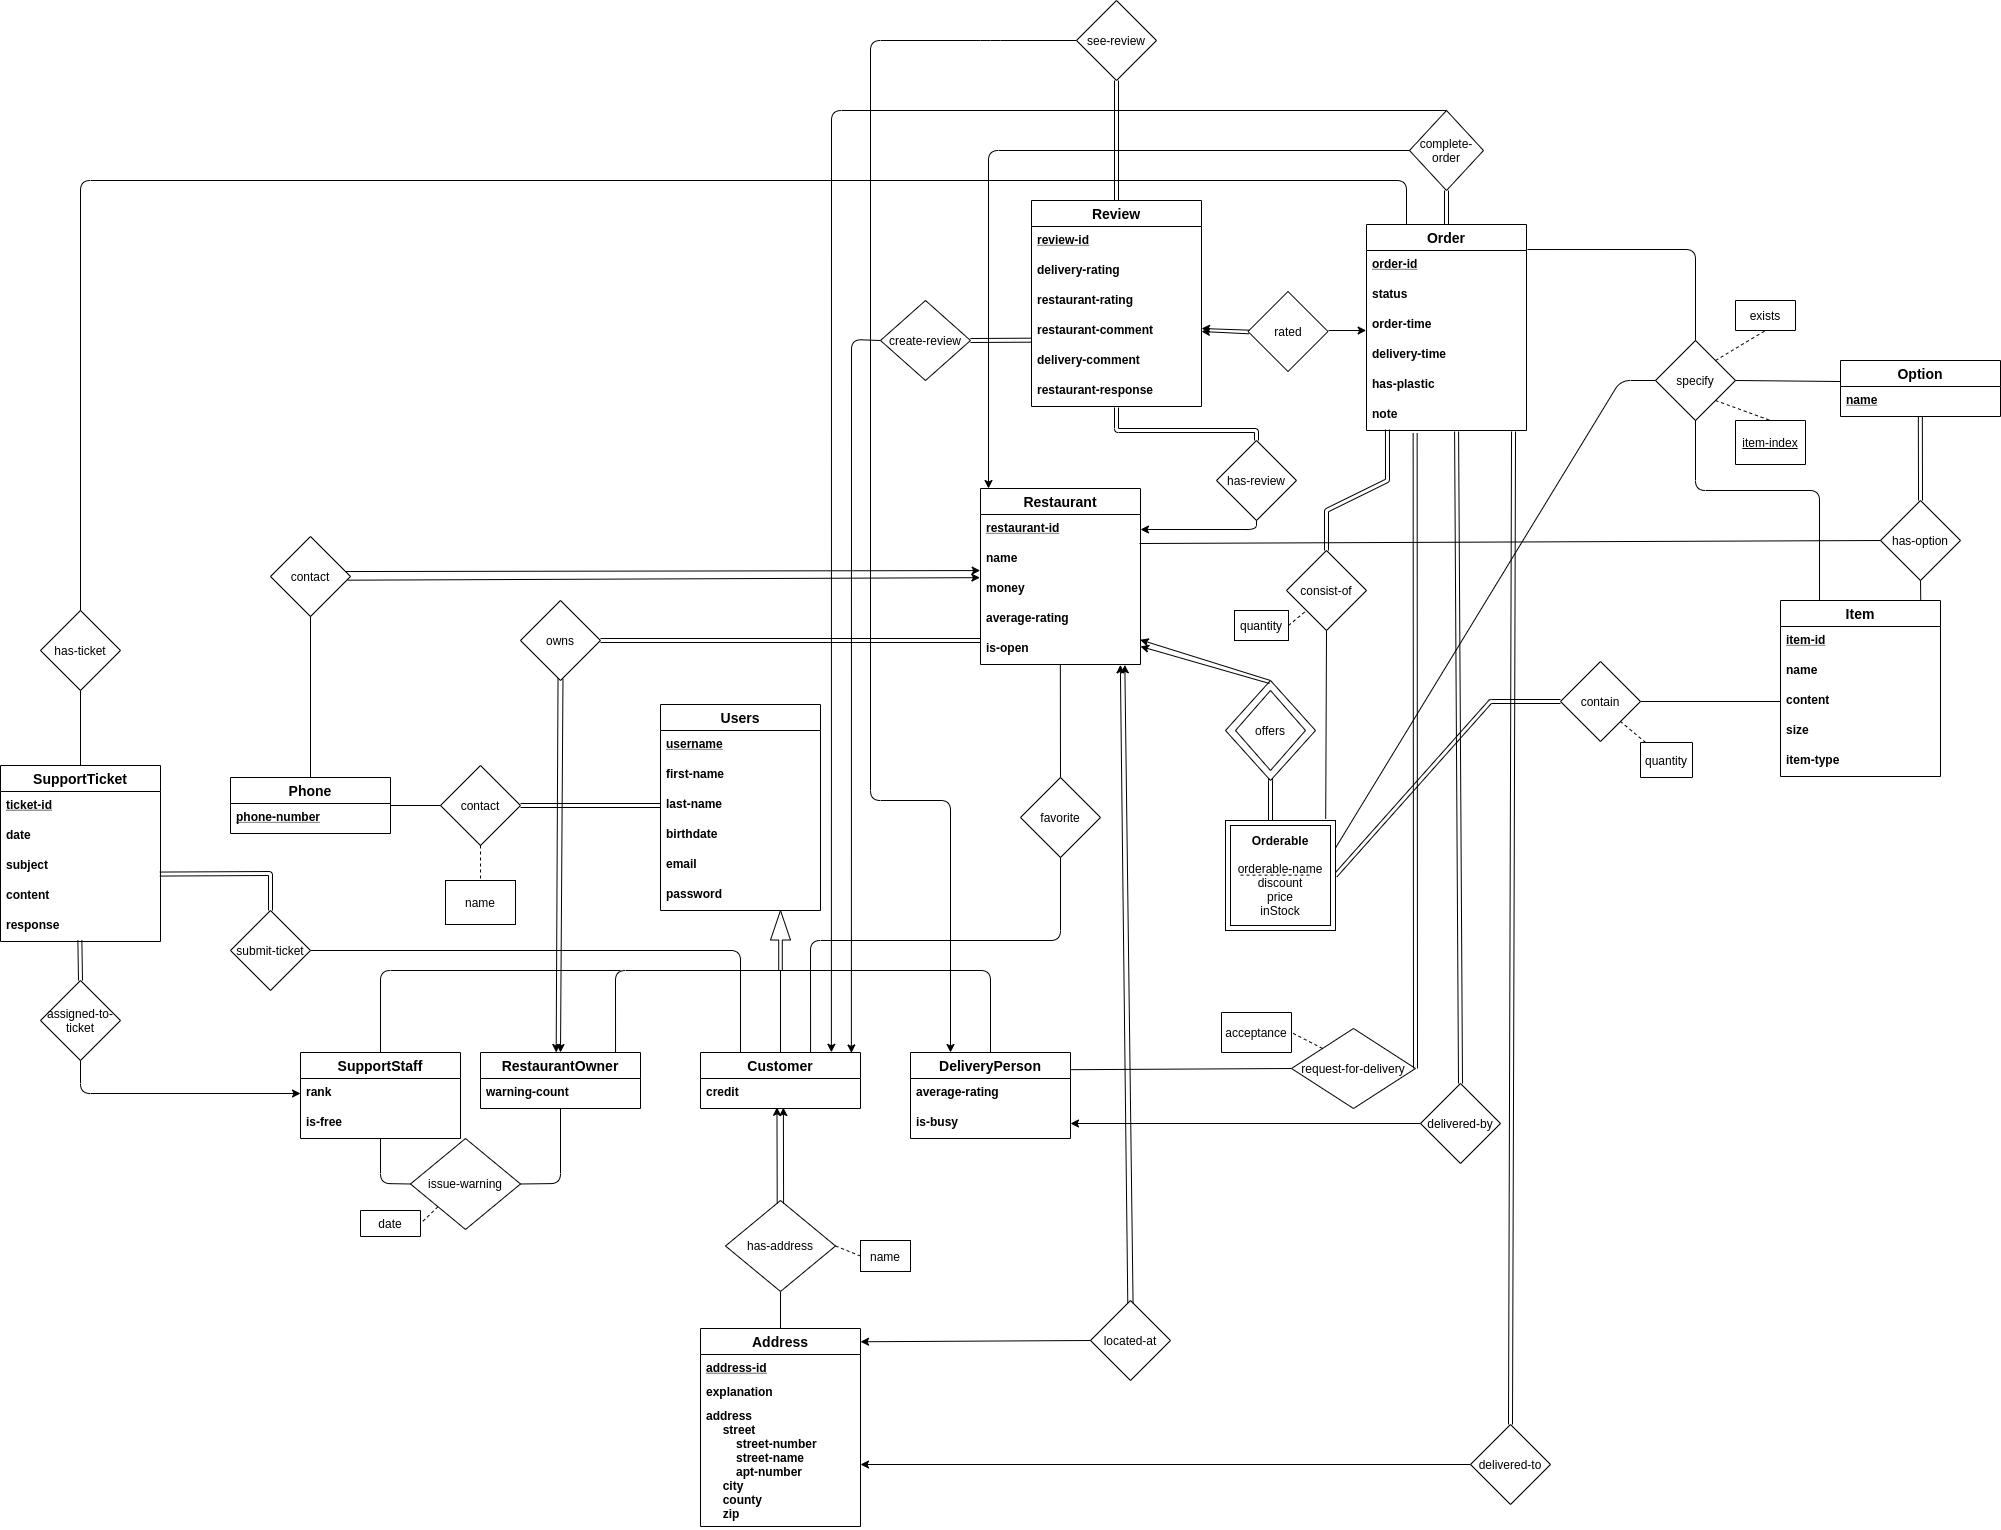 see-review
complete-
order
Review
review-id
delivery-rating
restaurant-rating
restaurant-comment
delivery-comment
restaurant-response
Order
order-id
status
order-time
delivery-time
has-plastic
note
create-review
rated
exists
specify
item-index
Option
name
has-review
Restaurant
restaurant-id
name
money
average-rating
is-open
has-option
contact
consist-of
quantity
owns
has-ticket
Item
item-id
name
content
size
item-type
contain
quantity
Users
username
first-name
last-name
birthdate
email
password
offers
SupportTicket
ticket-id
date
subject
content
response
Phone
phone-number
contact
name
favorite
Orderable
orderable-name
discount
price
inStock
submit-ticket
assigned-to-
ticket
acceptance
request-for-delivery
SupportStaff
rank
is-free
RestaurantOwner
warning-count
Customer
credit
DeliveryPerson
average-rating
is-busy
delivered-by
issue-warning
date
has-address
name
located-at
Address
address-id
explanation
address
street
street-number
street-name
apt-number
city
county
zip
delivered-to